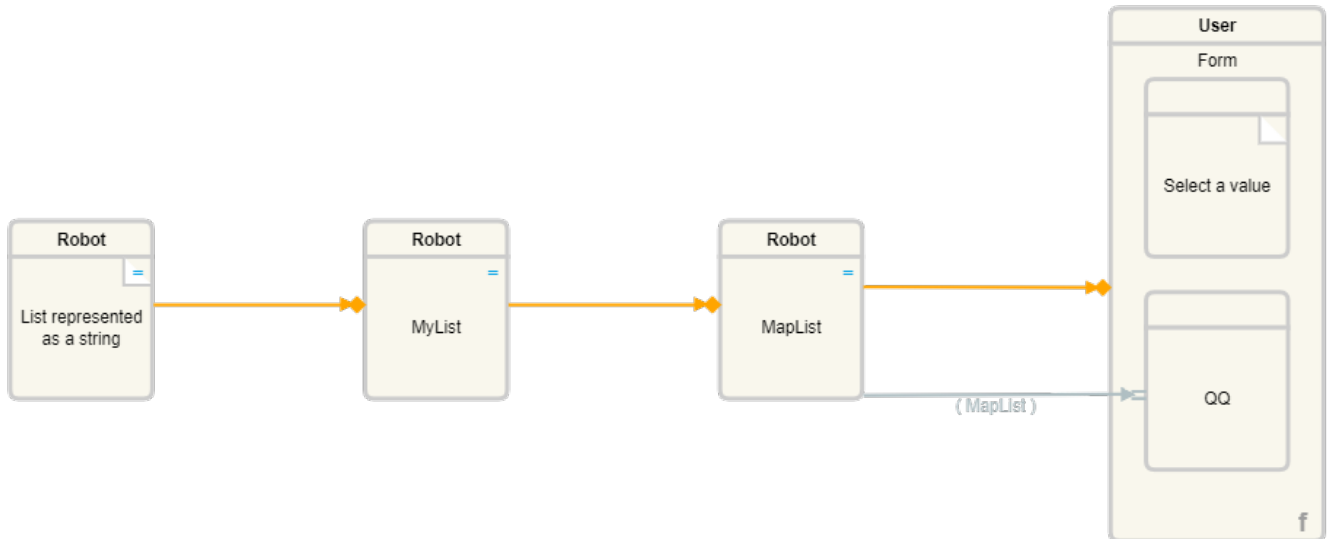 User
Form
Select a value
Robot
=
List represented
as a string
Robot
=
MyList
Robot
=
MapList
( MapList )
QQ
f